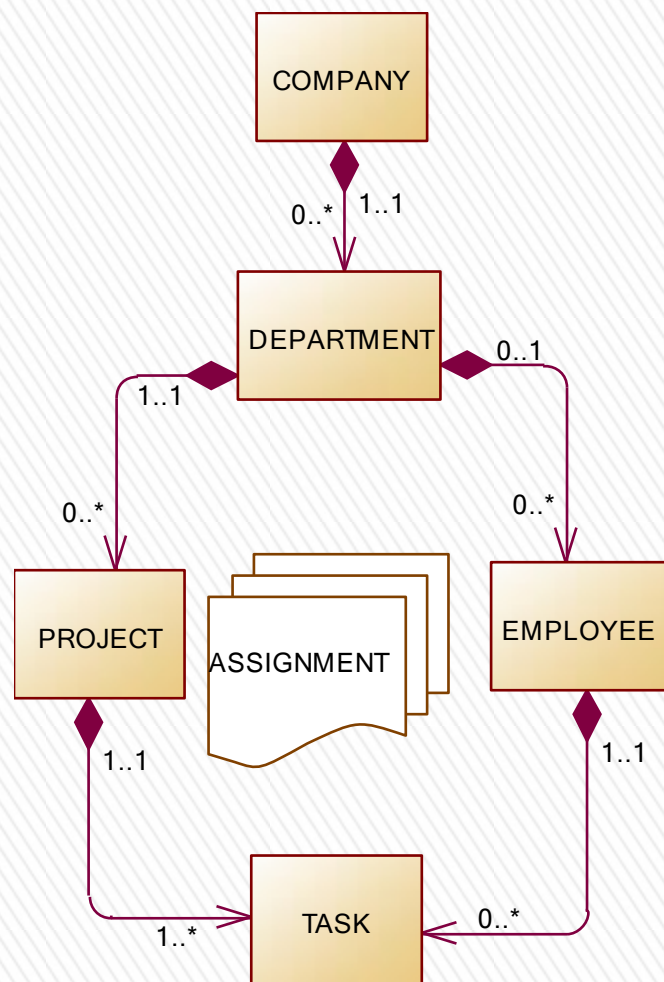 COMPANY
1..1
0..*
DEPARTMENT
0..1
1..1
0..*
0..*
PROJECT
ASSIGNMENT
EMPLOYEE
1..1
1..1
TASK
1..*
0..*